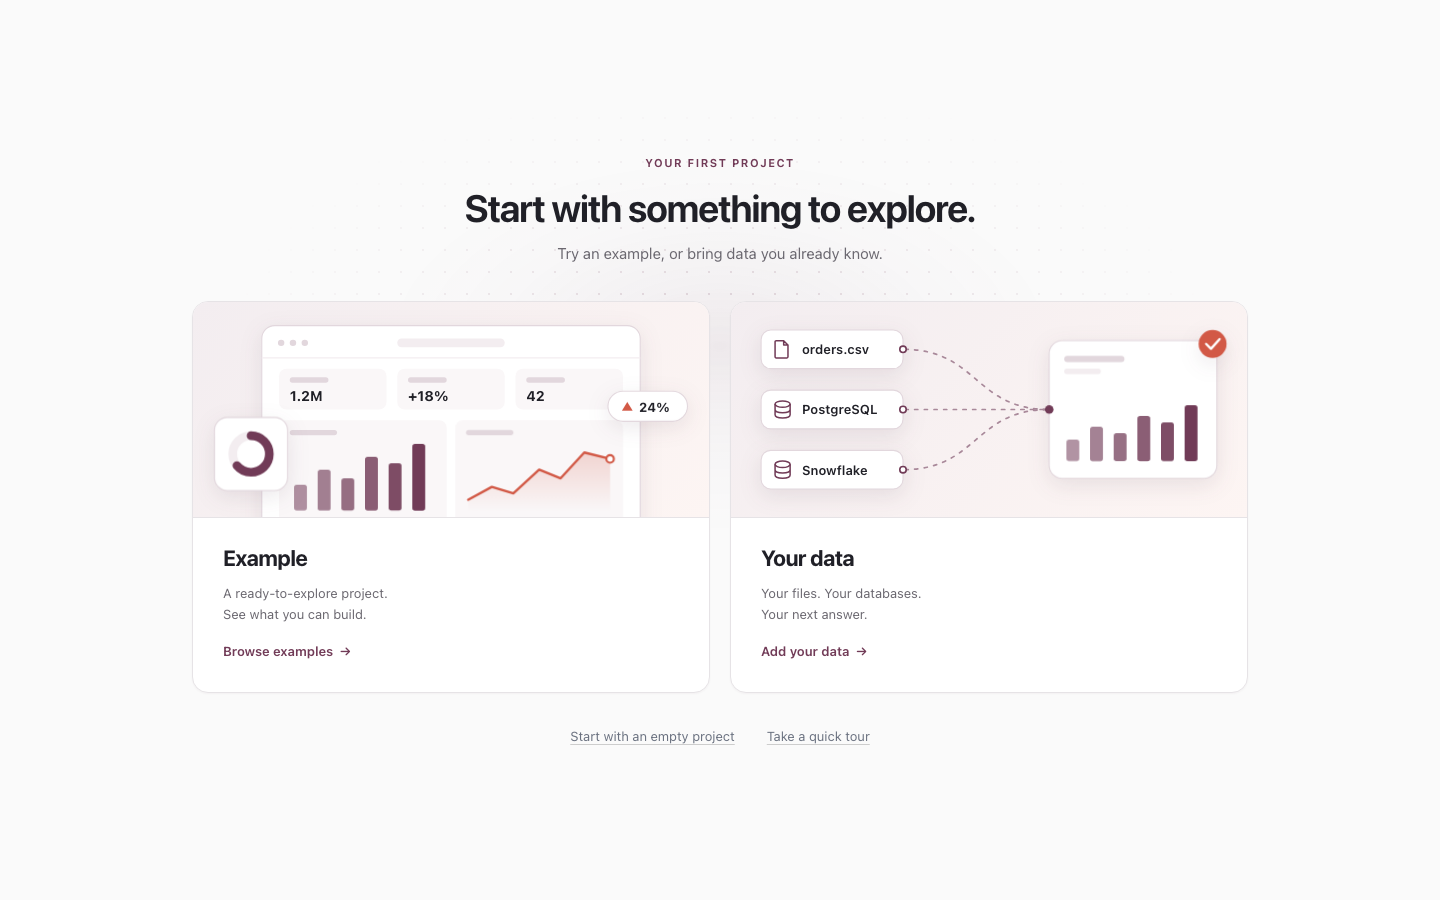 YOUR FIRST PROJECT
Start with something to explore.
Try an example, or bring data you already know.
1.2M
+18%
42
24%
orders.csv
PostgreSQL
Snowflake
Example
A ready-to-explore project.
See what you can build.
Browse examples →
Your data
Your files. Your databases.
Your next answer.
Add your data →
Start with an empty project
Take a quick tour